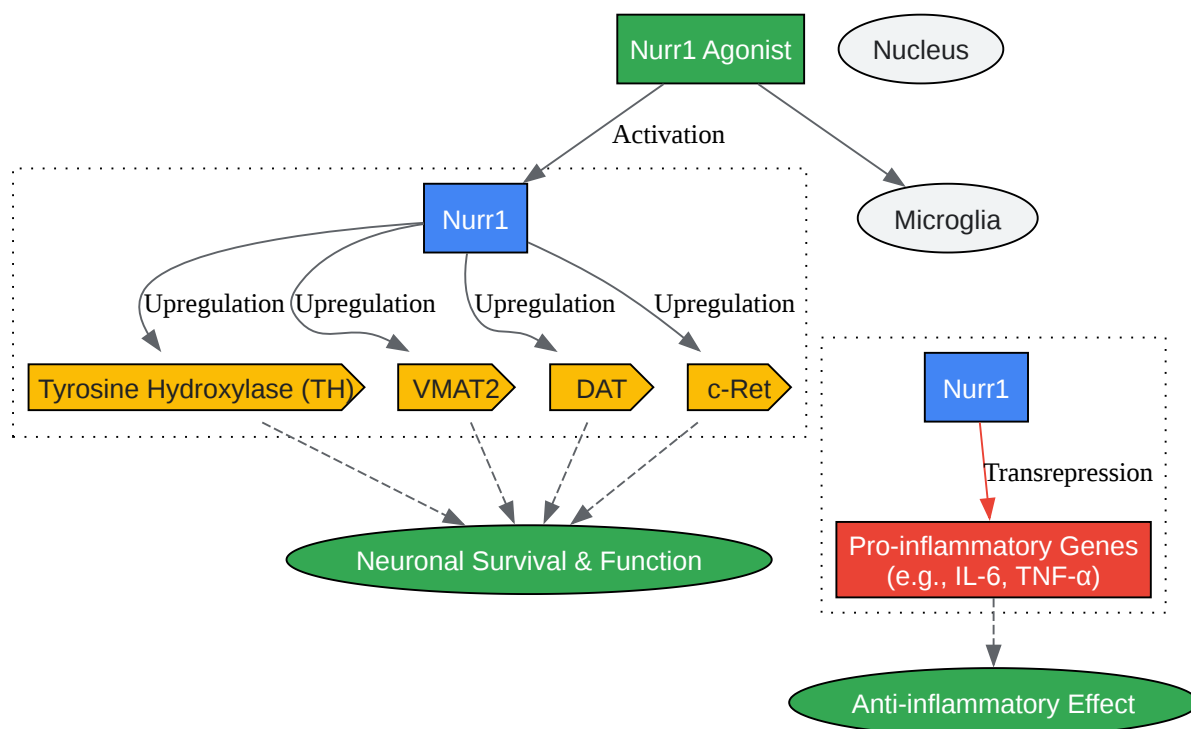 Nurr1 Agonist
Nucleus
Activation
Nurr1
Microglia
Upregulation
Upregulation
Upregulation
Upregulation
Tyrosine Hydroxylase (TH)
VMAT2
DAT
c-Ret
Nurr1
Transrepression
Neuronal Survival & Function
Pro-inflammatory Genes
(e.g., IL-6, TNF-α)
Anti-inflammatory Effect